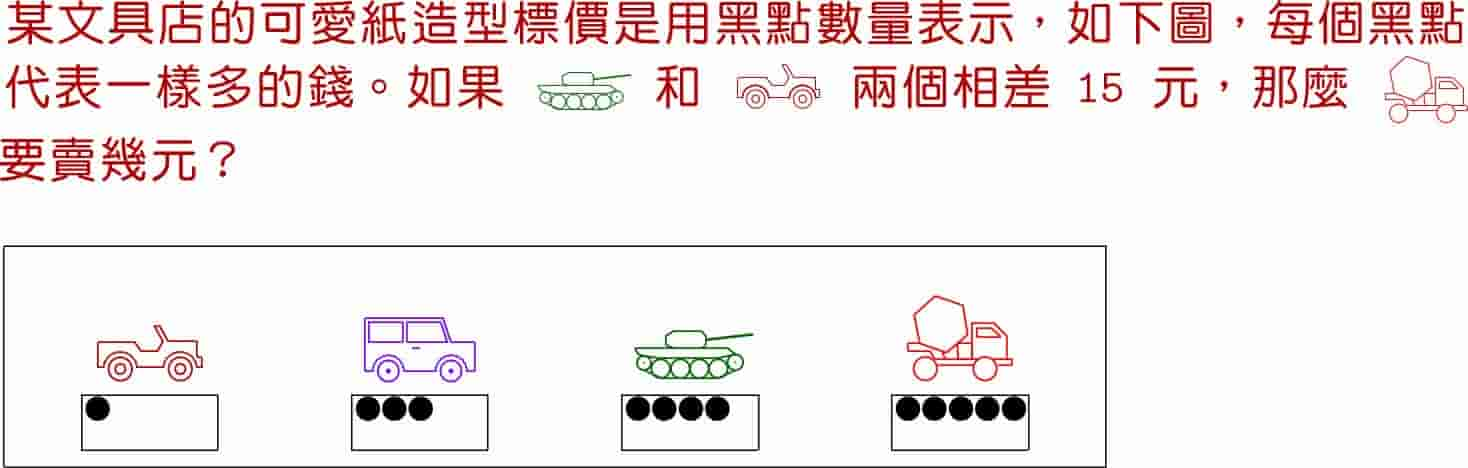 某文具店的可愛紙造型標價是用黑點數量表示，如下圖，每個黑點
代表一樣多的錢。如果 和 兩個相差 15 元，那麼
要賣幾元？